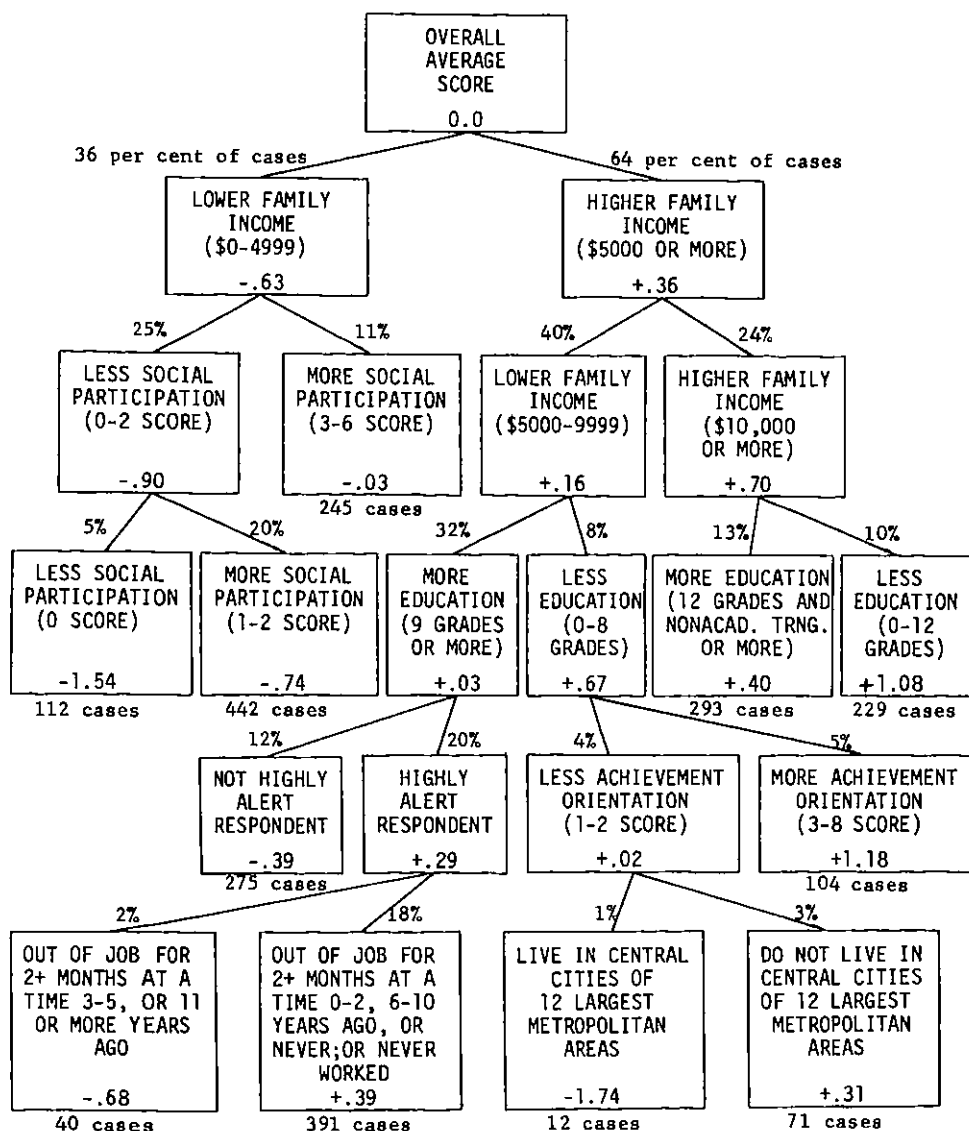 OVERALL
AVERAGE
SCORE
0.0
36 per cent of cases
64 per cent of cases
LOWER FAMILY
INCOME
($0-4999)
-.63
HIGHER FAMILY
INCOME
($5000 OR MORE)
+.36
25%
11%
40%
24%
LESS SOCIAL
PARTICIPATION
(0-2 SCORE)
-.90
MORE SOCIAL
PARTICIPATION
(3-6 SCORE)
-.03
245 cases
LOWER FAMILY
INCOME
($5000-9999)
+.16
HIGHER FAMILY
INCOME
($10,000
OR MORE)
+.70
5%
20%
32%
8%
13%
10%
LESS SOCIAL
PARTICIPATION
(0 SCORE)
-1.54
112 cases
MORE SOCIAL
PARTICIPATION
(1-2 SCORE)
-.74
442 cases
MORE
EDUCATION
(9 GRADES
OR MORE)
+.03
LESS
EDUCATION
(0-8
GRADES)
+.67
MORE EDUCATION
(12 GRADES AND
NONACAD. TRNG.
OR MORE)
+.40
293 cases
LESS
EDUCATION
(0-12
GRADES)
+1.08
229 cases
12%
20%
4%
5%
NOT HIGHLY
ALERT
RESPONDENT
-.39
275 cases
HIGHLY
ALERT
RESPONDENT
+.29
LESS ACHIEVEMENT
ORIENTATION
(1-2 SCORE)
+.02
MORE ACHIEVEMENT
ORIENTATION
(3-8 SCORE)
+1.18
104 cases
2%
18%
1%
3%
OUT OF JOB FOR
2+ MONTHS AT A
TIME 3-5, OR 11
OR MORE YEARS
AGO
-.68
40 cases
OUT OF JOB FOR
2+ MONTHS AT A
TIME 0-2, 6-10
YEARS AGO, OR
NEVER;OR NEVER
WORKED
+.39
391 cases
LIVE IN CENTRAL
CITIES OF
12 LARGEST
METROPOLITAN
AREAS
-1.74
12 cases
DO NOT LIVE IN
CENTRAL CITIES
OF 12 LARGEST
METROPOLITAN
AREAS
+.31
71 cases